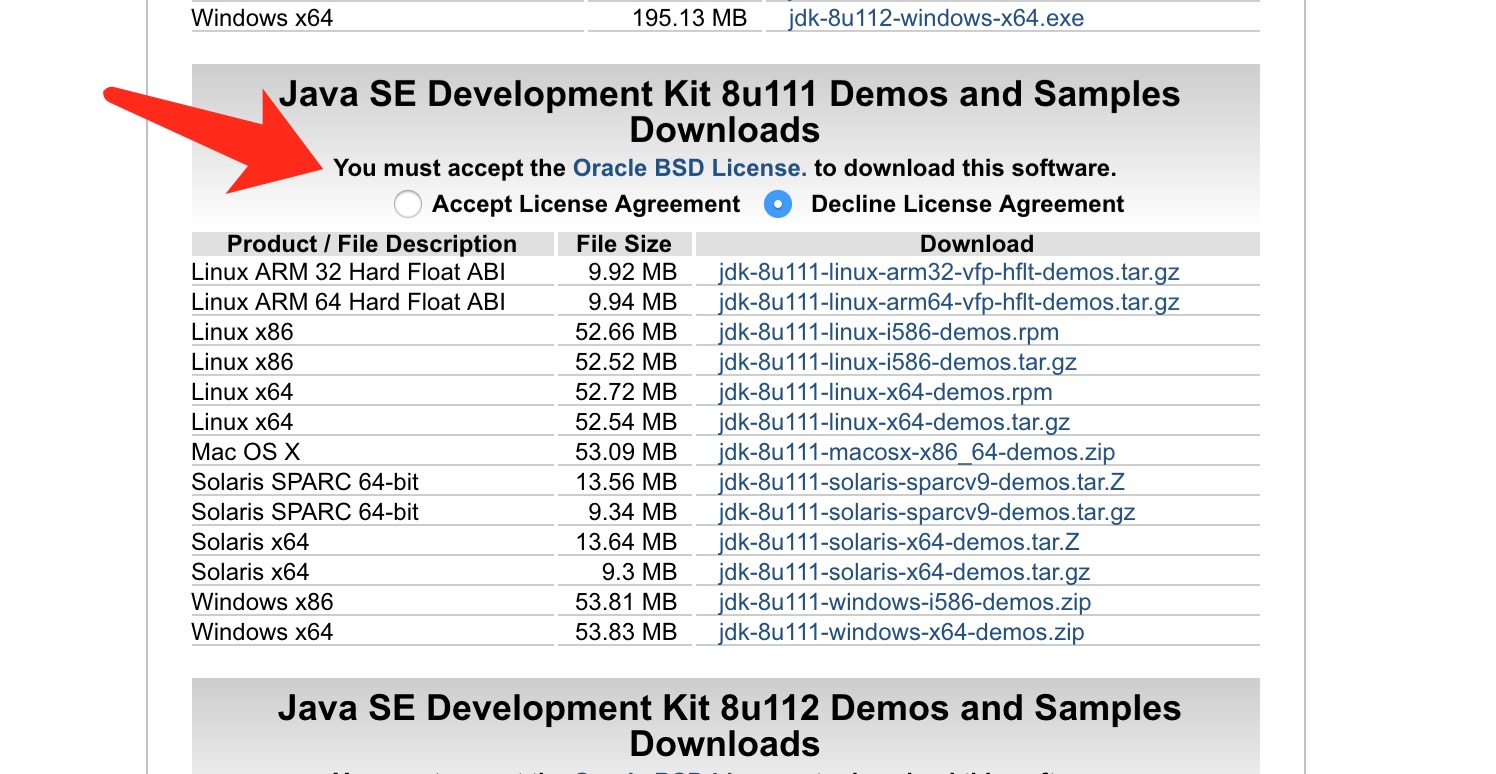 Windows x64 195.13 MB jdk-8u112-windows-x64.exe
Java SE Development Kit 8u111 Demos and Samples
Downloads
You must accept the Oracle BSD License. to download this software.
Accept License Agreement Decline License Agreement
Product / File Description File Size Download
Linux ARM 32 Hard Float ABI 9.92 MB jdk-8u111-linux-arm32-vfp-hflt-demos.tar.gz
Linux ARM 64 Hard Float ABI 9.94 MB jdk-8u111-linux-arm64-vfp-hflt-demos.tar.gz
Linux x86 52.66 MB jdk-8u111-linux-i586-demos.rpm
Linux x86 52.52 MB jdk-8u111-linux-i586-demos.tar.gz
Linux x64 52.72 MB jdk-8u111-linux-x64-demos.rpm
Linux x64 52.54 MB jdk-8u111-linux-x64-demos.tar.gz
Mac OS X 53.09 MB jdk-8u111-macosx-x86_64-demos.zip
Solaris SPARC 64-bit 13.56 MB jdk-8u111-solaris-sparcv9-demos.tar.Z
Solaris SPARC 64-bit 9.34 MB jdk-8u111-solaris-sparcv9-demos.tar.gz
Solaris x64 13.64 MB jdk-8u111-solaris-x64-demos.tar.Z
Solaris x64 9.3 MB jdk-8u111-solaris-x64-demos.tar.gz
Windows x86 53.81 MB jdk-8u111-windows-i586-demos.zip
Windows x64 53.83 MB jdk-8u111-windows-x64-demos.zip
Java SE Development Kit 8u112 Demos and Samples
Downloads